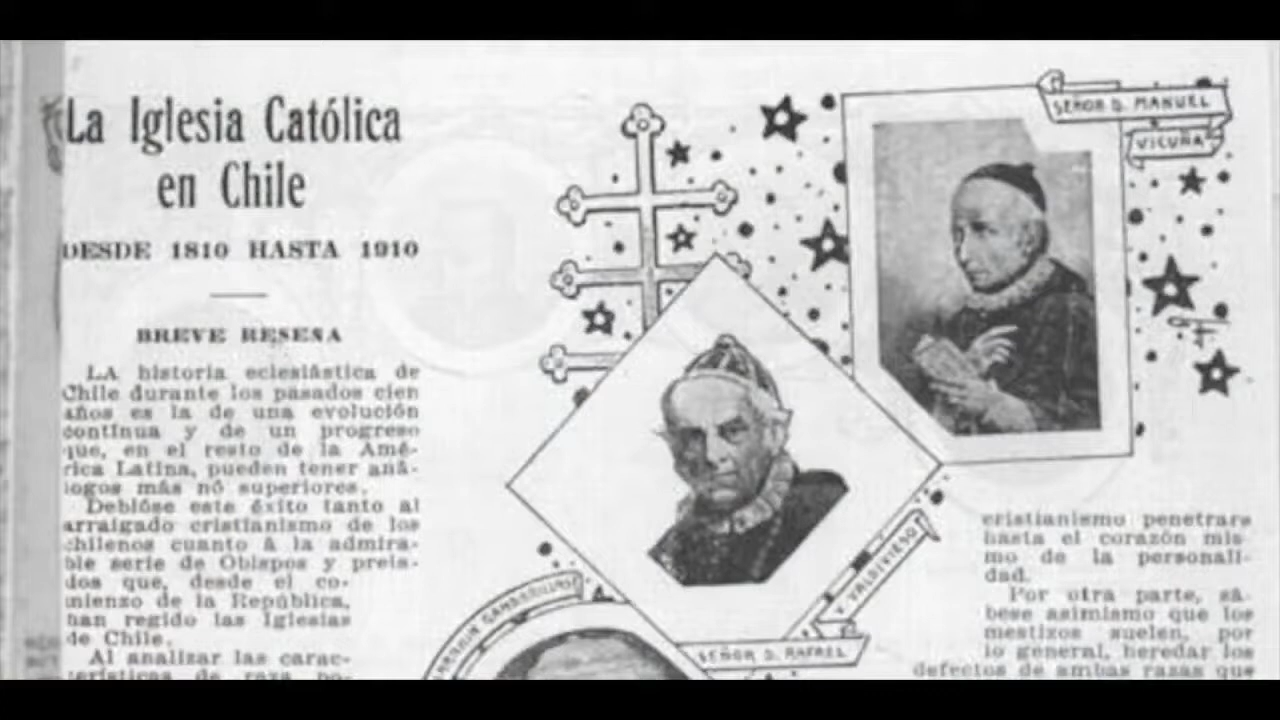 La Iglesia Católica
en Chile
DESDE 1810 HASTA 1910
BREVE RESEÑA
LA historia eclesiástica de
Chile durante los pasados cien
años es la de una evolución
continua y de un progreso
que, en el resto de la Amé-
rica Latina, pueden tener aná-
logos más nó superiores.
Debióse este éxito tanto al
arraigado cristianismo de los
chilenos cuanto á la admira-
ble serie de Obispos y prela-
dos que, desde el co-
mienzo de la República,
han regido las Iglesias
de Chile.
Al analizar las carac-
terísticas de raza
SEÑOR D. MANUEL
VICUÑA
SEÑOR D. RAFAEL
V. VALDIVIESO
cristianismo penetrara
hasta el corazón mis-
mo de la personali-
dad.
Por otra parte, sá-
bese asimismo que los
mestizos suelen, por
lo general, heredar los
defectos de ambas razas que